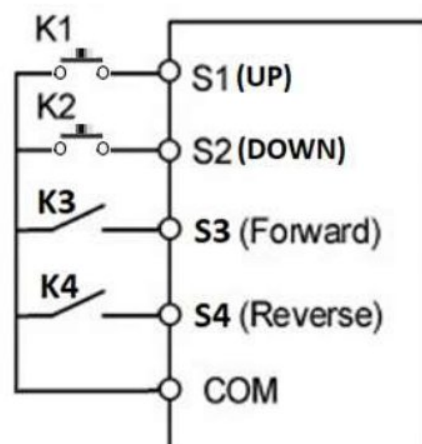 K1
S1 (UP)
K2
S2 (DOWN)
K3
S3 (Forward)
K4
S4 (Reverse)
COM